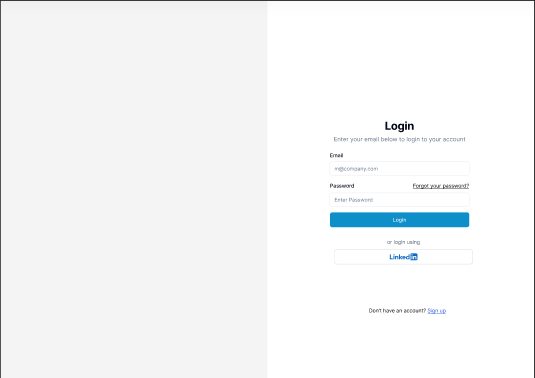 Login
Enter your email below to login to your account
Email
m@company.com
Password Forgot your password?
Enter Password
Login
or login using
Linkedin
Don't have an account? Sign up